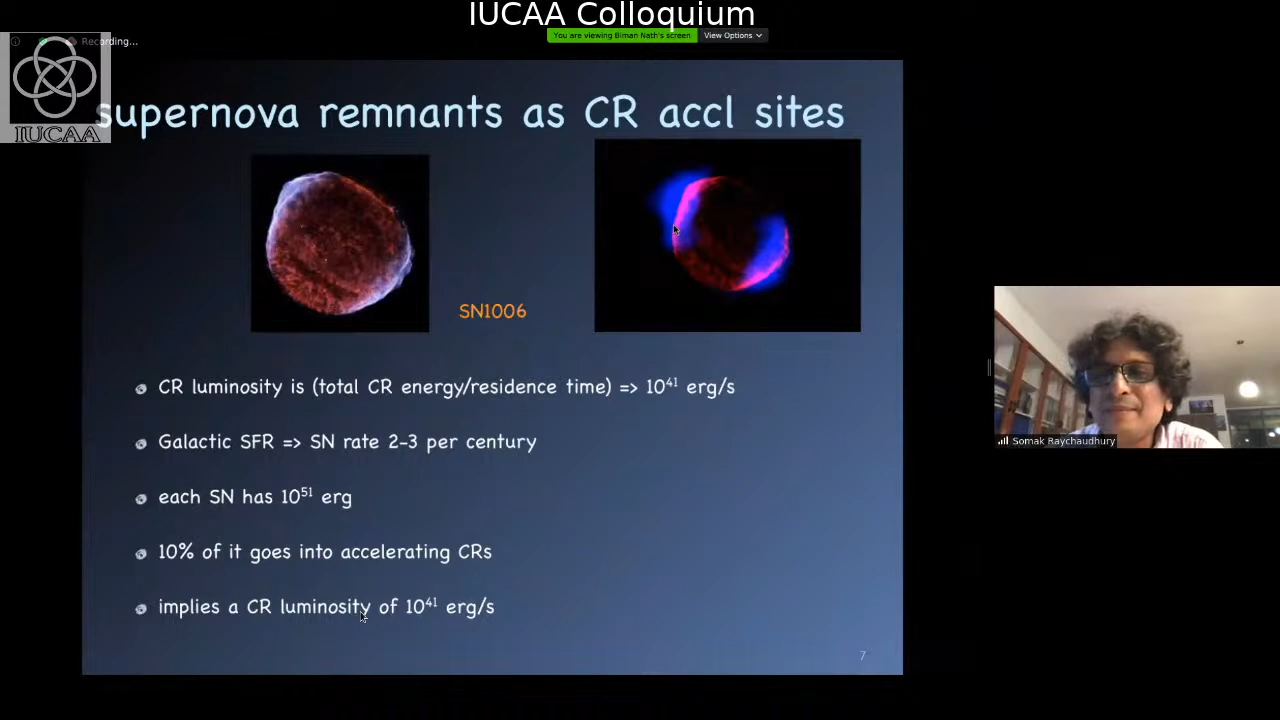 IUCAA Colloquium
You are viewing Biman Nath's screen View Options
Recording...
IUCAA
supernova remnants as CR accl sites
SN1006
CR luminosity is (total CR energy/residence time) => 10⁴¹ erg/s
Galactic SFR => SN rate 2-3 per century
each SN has 10⁵¹ erg
10% of it goes into accelerating CRs
implies a CR luminosity of 10⁴¹ erg/s
7
Somak Raychaudhury